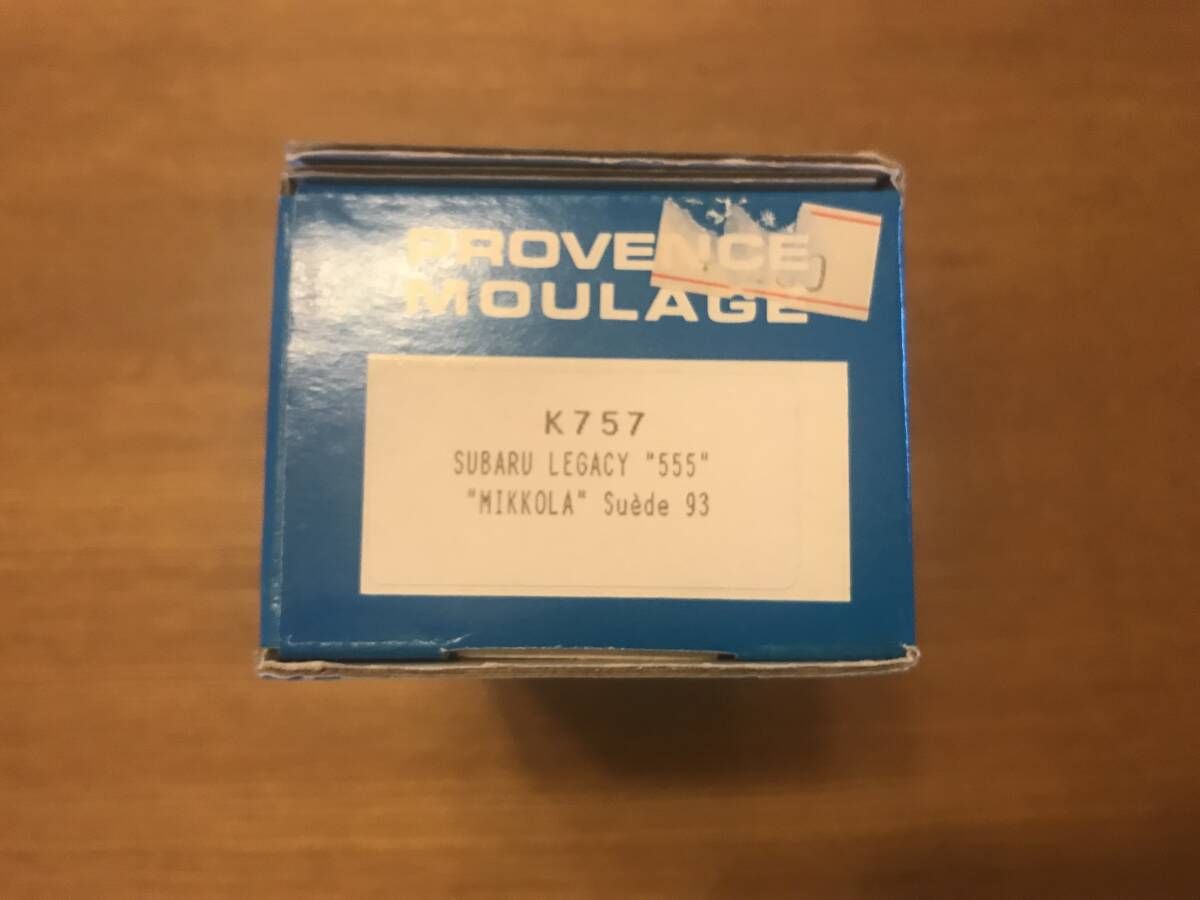 PROVENCE
MOULAGE
K757
SUBARU LEGACY "555"
"MIKKOLA" Suède 93